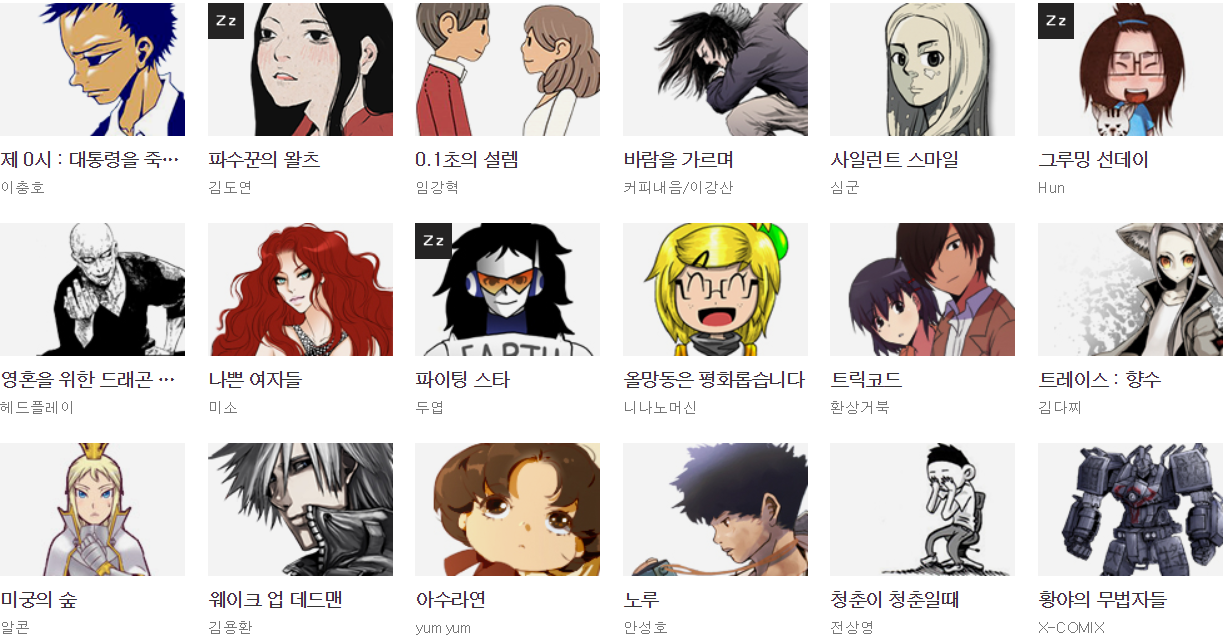 Zz
Zz
제 0시 : 대통령을 죽…
파수꾼의 왈츠
0.1초의 설렘
바람을 가르며
사일런트 스마일
그루밍 선데이
이충호
김도연
임강혁
커피내음/이강산
심군
Hun
Zz
EARTH
영혼을 위한 드래곤 …
나쁜 여자들
파이팅 스타
올망동은 평화롭습니다
트릭코드
트레이스 : 향수
헤드플레이
미소
두엽
니나노머신
환상거북
김다찌
미궁의 숲
웨이크 업 데드맨
아수라연
노루
청춘이 청춘일때
황야의 무법자들
알콘
김용환
yum yum
안성호
전상영
X-COMIX